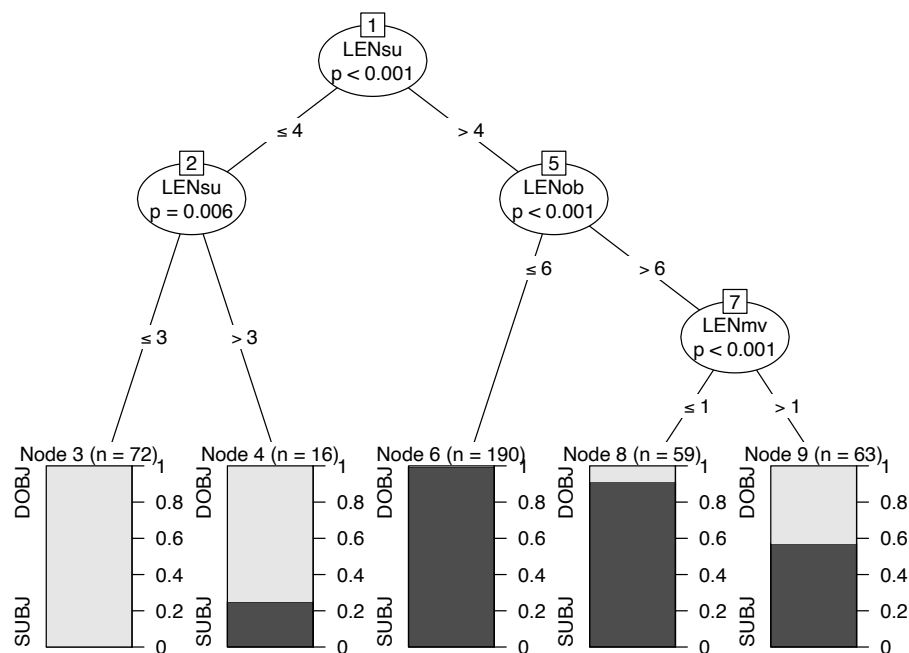 1
LENsu
p < 0.001
≤ 4
> 4
2
LENsu
p = 0.006
5
LENob
p < 0.001
≤ 6
> 6
7
LENmv
p < 0.001
≤ 3
> 3
≤ 1
> 1
Node 3 (n = 72)
SUBJ DOBJ
0
0.2
0.4
0.6
0.8
1
Node 4 (n = 16)
SUBJ DOBJ
0
0.2
0.4
0.6
0.8
1
Node 6 (n = 190)
SUBJ DOBJ
0
0.2
0.4
0.6
0.8
1
Node 8 (n = 59)
SUBJ DOBJ
0
0.2
0.4
0.6
0.8
1
Node 9 (n = 63)
SUBJ DOBJ
0
0.2
0.4
0.6
0.8
1